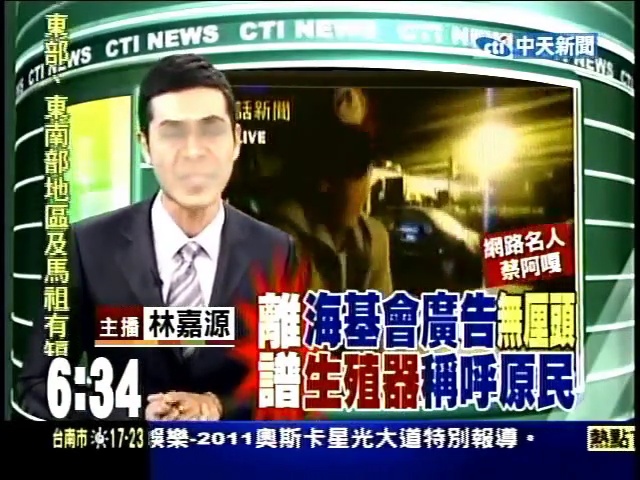 東部、東南部地區及馬祖有
CTI NEWS
CTI NEWS
CTI NEWS
cti 中天新聞
話新聞
LIVE
網路名人
蔡阿嘎
主播 林嘉源
離譜
海基會廣告無厘頭
生殖器稱呼原民
6:34
台南市 17-23
娛樂-2011奧斯卡星光大道特別報導。
熱點